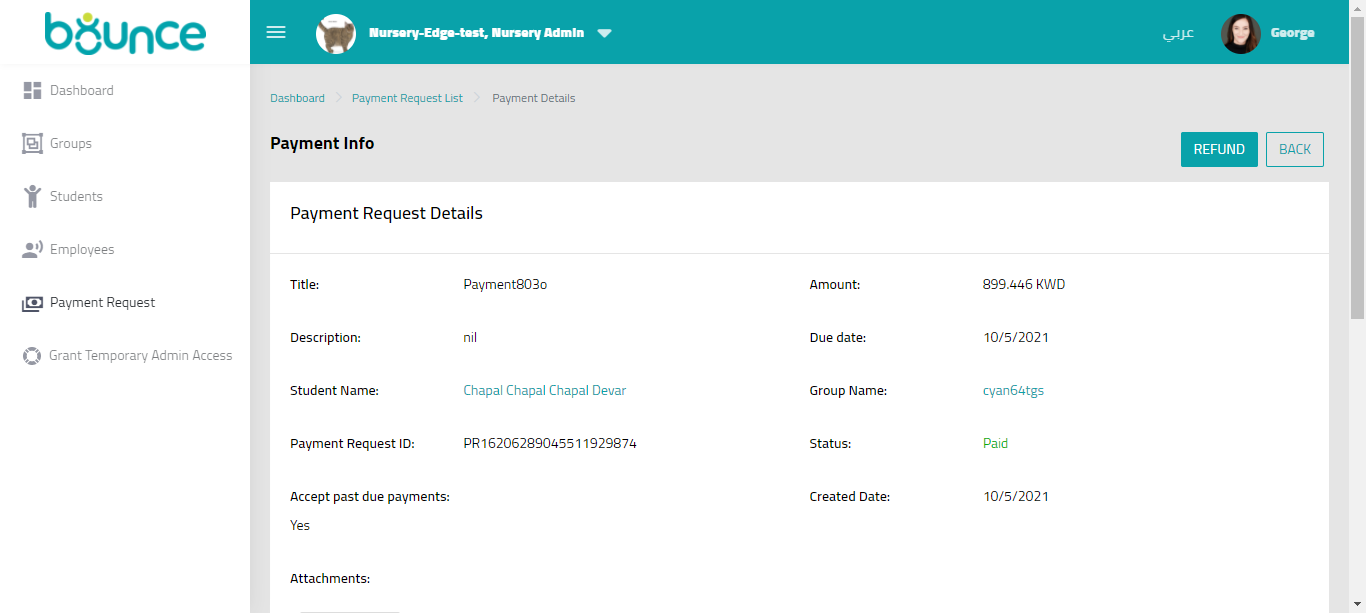 bounce
Nursery-Edge-test, Nursery Admin
عربي
George
Dashboard
Groups
Students
Employees
Payment Request
Grant Temporary Admin Access
Dashboard > Payment Request List > Payment Details
Payment Info
REFUND
BACK
Payment Request Details
Title: Payment803o Amount: 899.446 KWD
Description: nil Due date: 10/5/2021
Student Name: Chapal Chapal Chapal Devar Group Name: cyan64tgs
Payment Request ID: PR16206289045511929874 Status: Paid
Accept past due payments: Created Date: 10/5/2021
Yes
Attachments: